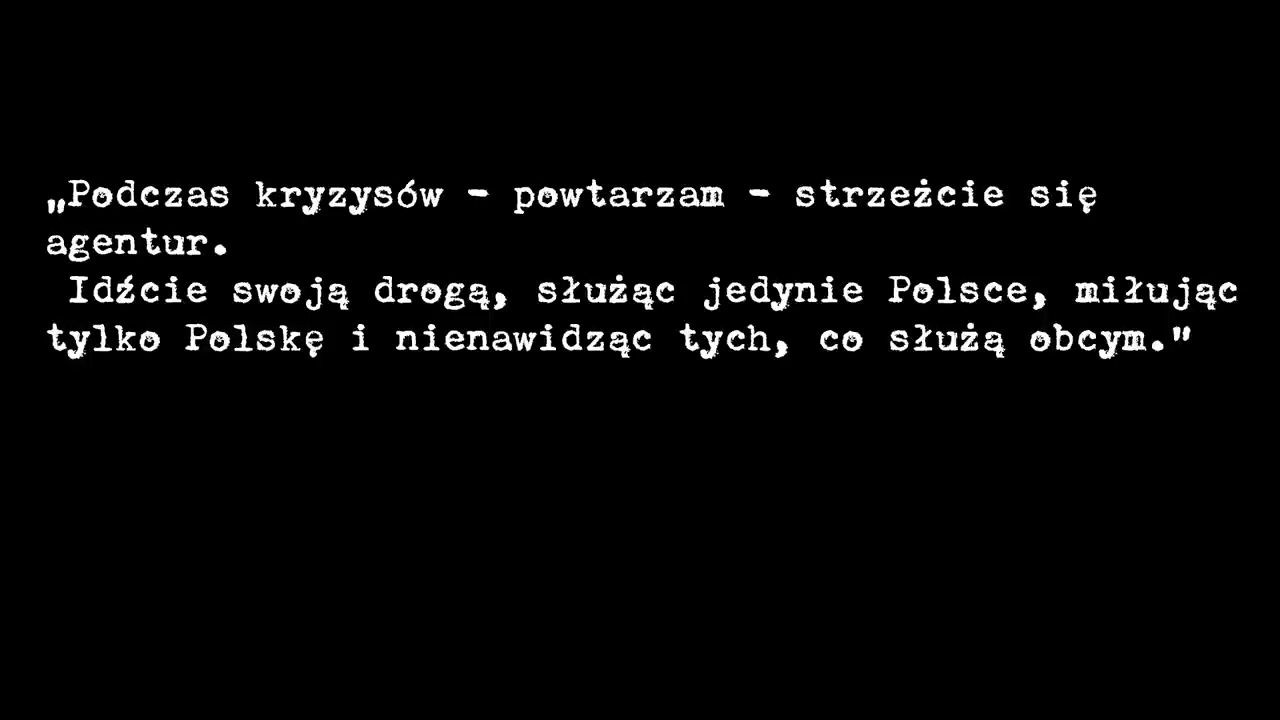 „Podczas kryzysów - powtarzam - strzeżcie się
agentur.
Idźcie swoją drogą, służąc jedynie Polsce, miłując
tylko Polskę i nienawidząc tych, co służą obcym."